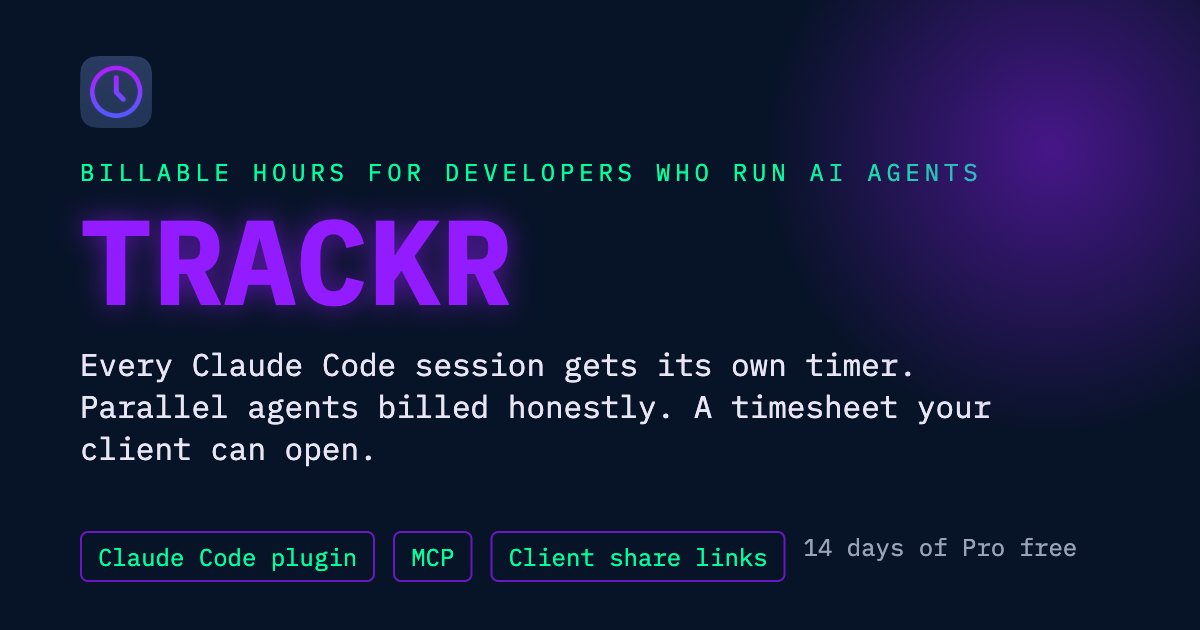 BILLABLE HOURS FOR DEVELOPERS WHO RUN AI AGENTS
TRACKR
Every Claude Code session gets its own timer.
Parallel agents billed honestly. A timesheet your
client can open.
Claude Code plugin MCP Client share links 14 days of Pro free